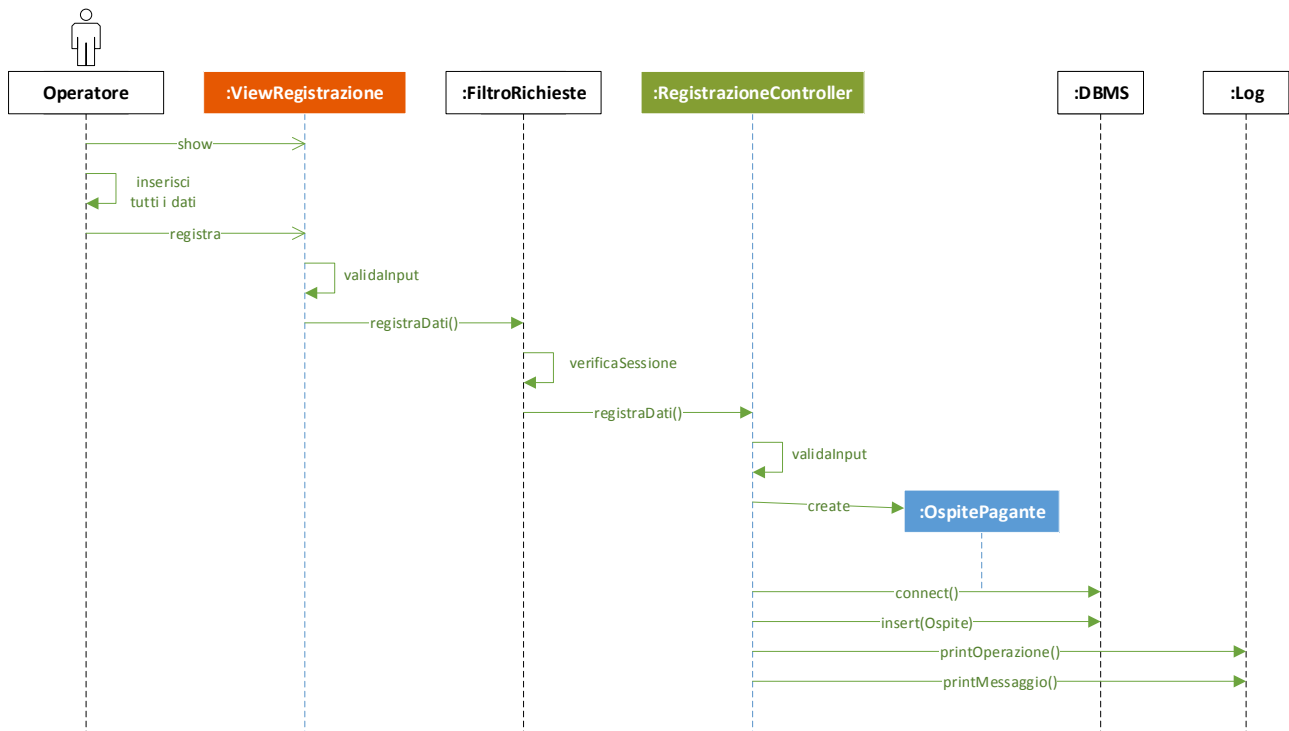 Operatore
:ViewRegistrazione
:FiltroRichieste
:RegistrazioneController
:DBMS
:Log
show
inserisci
tutti i dati
registra
validaInput
registraDati()
verificaSessione
registraDati()
validaInput
create
:OspitePagante
connect()
insert(Ospite)
printOperazione()
printMessaggio()